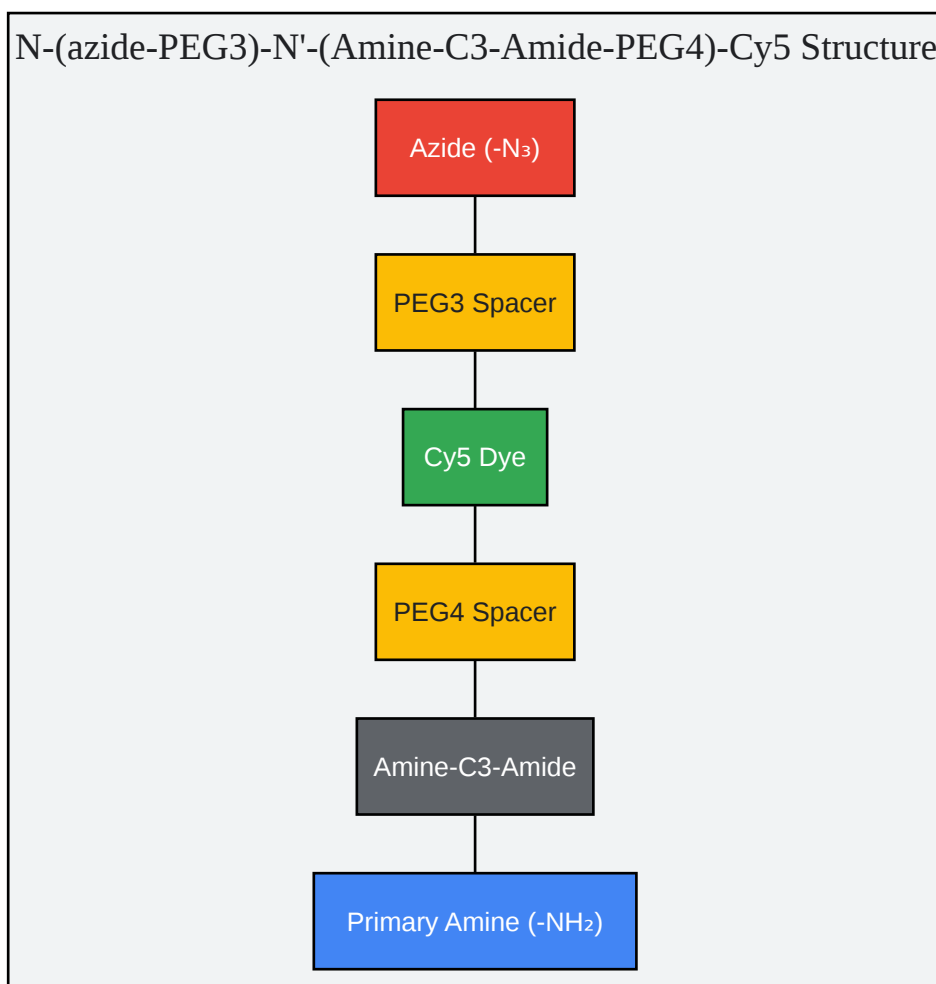 N-(azide-PEG3)-N'-(Amine-C3-Amide-PEG4)-Cy5 Structure
Azide (-N₃)
PEG3 Spacer
Cy5 Dye
PEG4 Spacer
Amine-C3-Amide
Primary Amine (-NH₂)